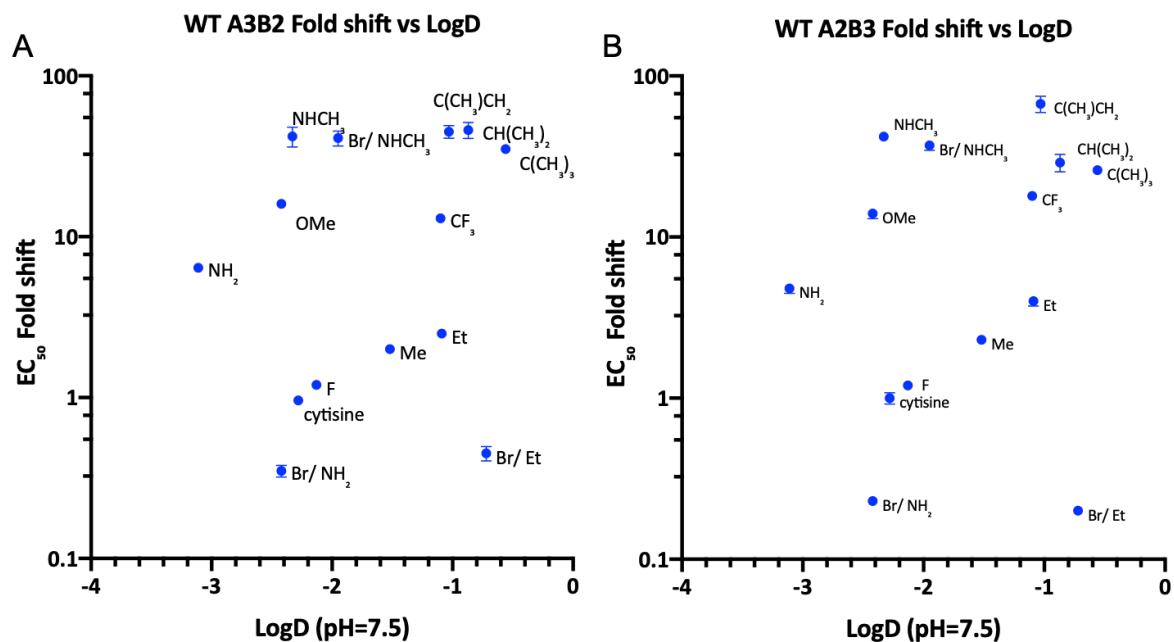 WT A3B2 Fold shift vs LogD
A
100
10
1
0.1
EC₅₀ Fold shift
NHCH₃
Br/ NHCH₃
C(CH₃)CH₂
CH(CH₃)₂
C(CH₃)₃
OMe
CF₃
NH₂
Et
Me
F
cytisine
Br/ NH₂
Br/ Et
-4
-3
-2
-1
0
LogD (pH=7.5)
WT A2B3 Fold shift vs LogD
B
100
10
1
0.1
EC₅₀ Fold shift
C(CH₃)CH₂
NHCH₃
Br/ NHCH₃
CH(CH₃)₂
C(CH₃)₃
CF₃
OMe
NH₂
Et
Me
F
cytisine
Br/ NH₂
Br/ Et
-4
-3
-2
-1
0
LogD (pH=7.5)